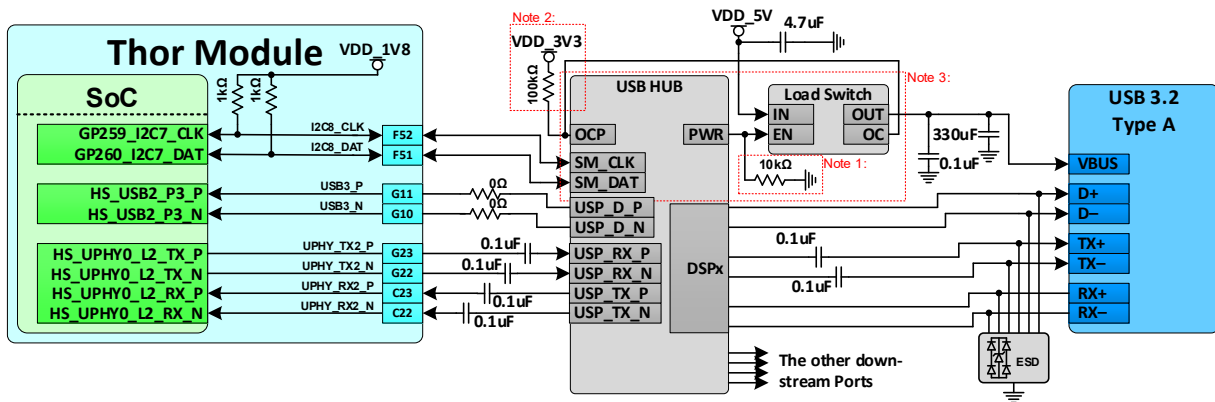 Thor Module
VDD_1V8
1kΩ
1kΩ
SoC
GP259_I2C7_CLK
I2C8_CLK
F52
GP260_I2C7_DAT
I2C8_DAT
F51
HS_USB2_P3_P
USB3_P
G11
0Ω
HS_USB2_P3_N
USB3_N
G10
0Ω
HS_UPHY0_L2_TX_P
UPHY_TX2_P
G23
0.1uF
HS_UPHY0_L2_TX_N
UPHY_TX2_N
G22
0.1uF
HS_UPHY0_L2_RX_P
UPHY_RX2_P
C23
0.1uF
HS_UPHY0_L2_RX_N
UPHY_RX2_N
C22
0.1uF
Note 2:
VDD_3V3
100kΩ
USB HUB
OCP
PWR
SM_CLK
SM_DAT
USP_D_P
USP_D_N
USP_RX_P
USP_RX_N
USP_TX_P
USP_TX_N
DSPx
VDD_5V
4.7uF
Note 3:
Load Switch
IN
OUT
EN
OC
10kΩ
Note 1:
330uF
0.1uF
0.1uF
0.1uF
The other down-
stream Ports
USB 3.2
Type A
VBUS
D+
D–
TX+
TX–
RX+
RX–
ESD